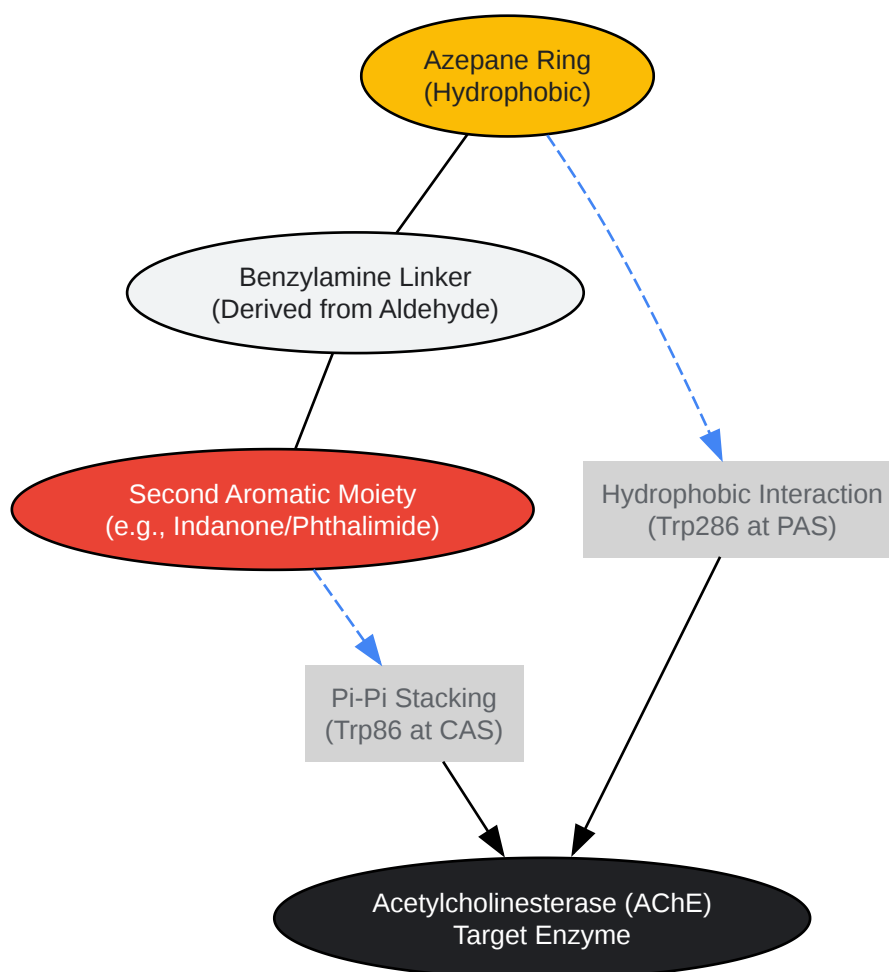 Azepane Ring
(Hydrophobic)
Benzylamine Linker
(Derived from Aldehyde)
Second Aromatic Moiety
(e.g., Indanone/Phthalimide)
Hydrophobic Interaction
(Trp286 at PAS)
Pi-Pi Stacking
(Trp86 at CAS)
Acetylcholinesterase (AChE)
Target Enzyme